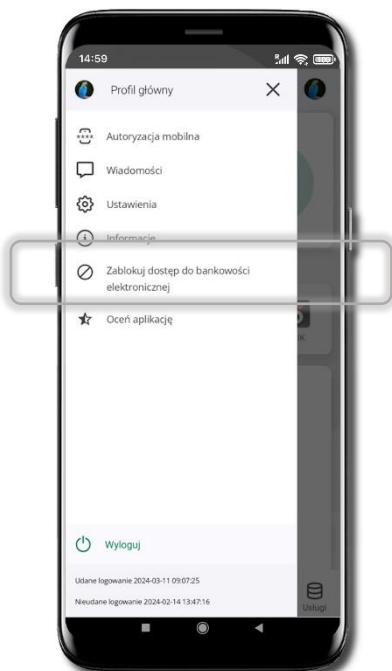 14:59
Profil główny
Autoryzacja mobilna
Wiadomości
Ustawienia
Informacje
Zablokuj dostęp do bankowości
elektronicznej
Oceń aplikację
Wyloguj
Udane logowanie 2024-03-11 09:07:25
Nieudane logowanie 2024-02-14 13:47:16
Usługi